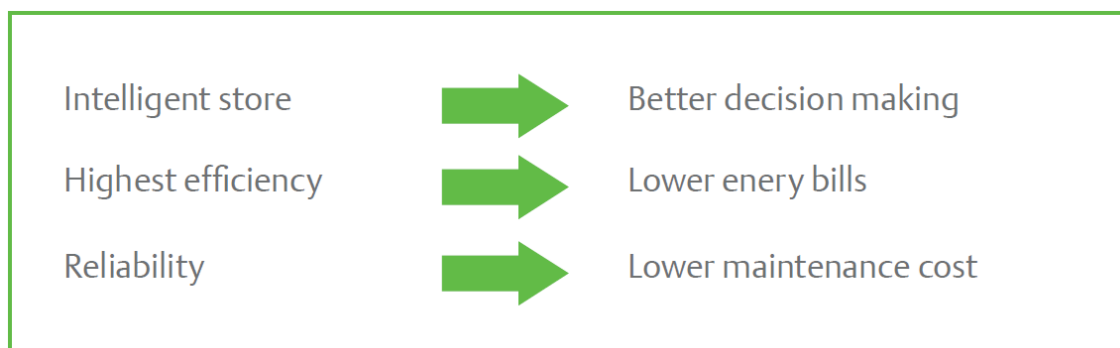 Intelligent store Better decision making
Highest efficiency Lower enery bills
Reliability Lower maintenance cost